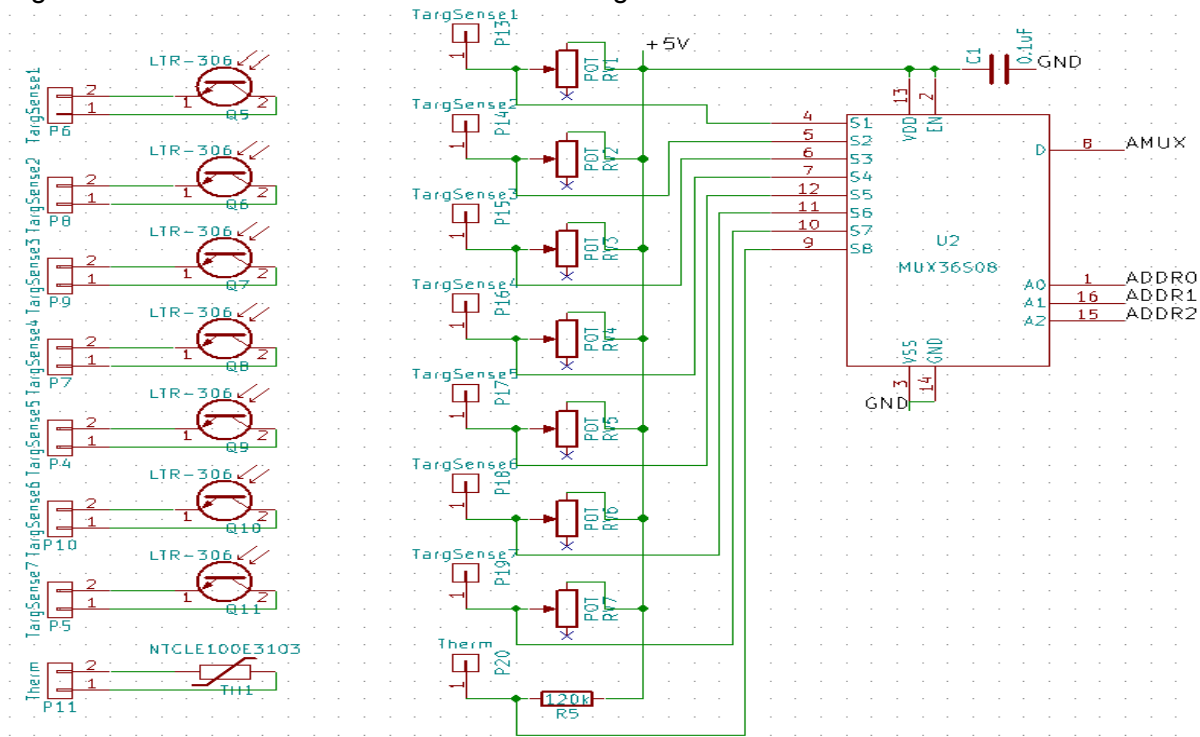 LTR-306
TargSense1
2
1
P6
1
2
Q5
LTR-306
TargSense2
2
1
P8
1
2
Q6
LTR-306
TargSense3
2
1
P9
1
2
Q7
LTR-306
TargSense4
2
1
P7
1
2
Q8
LTR-306
TargSense5
2
1
P4
1
2
Q9
LTR-306
TargSense6
2
1
P10
1
2
Q10
LTR-306
TargSense7
2
1
P5
1
2
Q11
NTCLE100E3103
Therm
2
1
P11
TH1
TargSense1
P13
1
POT
RV1
TargSense2
P14
1
POT
RV2
TargSense3
P15
1
POT
RV3
TargSense4
P16
1
POT
RV4
TargSense5
P17
1
POT
RV5
TargSense6
P18
1
POT
RV6
TargSense7
P19
1
POT
RV7
Therm
P20
1
120k
R5
+5V
C1
0.1uF
GND
13
2
VDD
EN
4 S1
5 S2
6 S3
7 S4
12 S5
11 S6
10 S7
9 S8
D 8 AMUX
U2
MUX36S08
A0 1 ADDR0
A1 16 ADDR1
A2 15 ADDR2
VSS
GND
3
14
GND